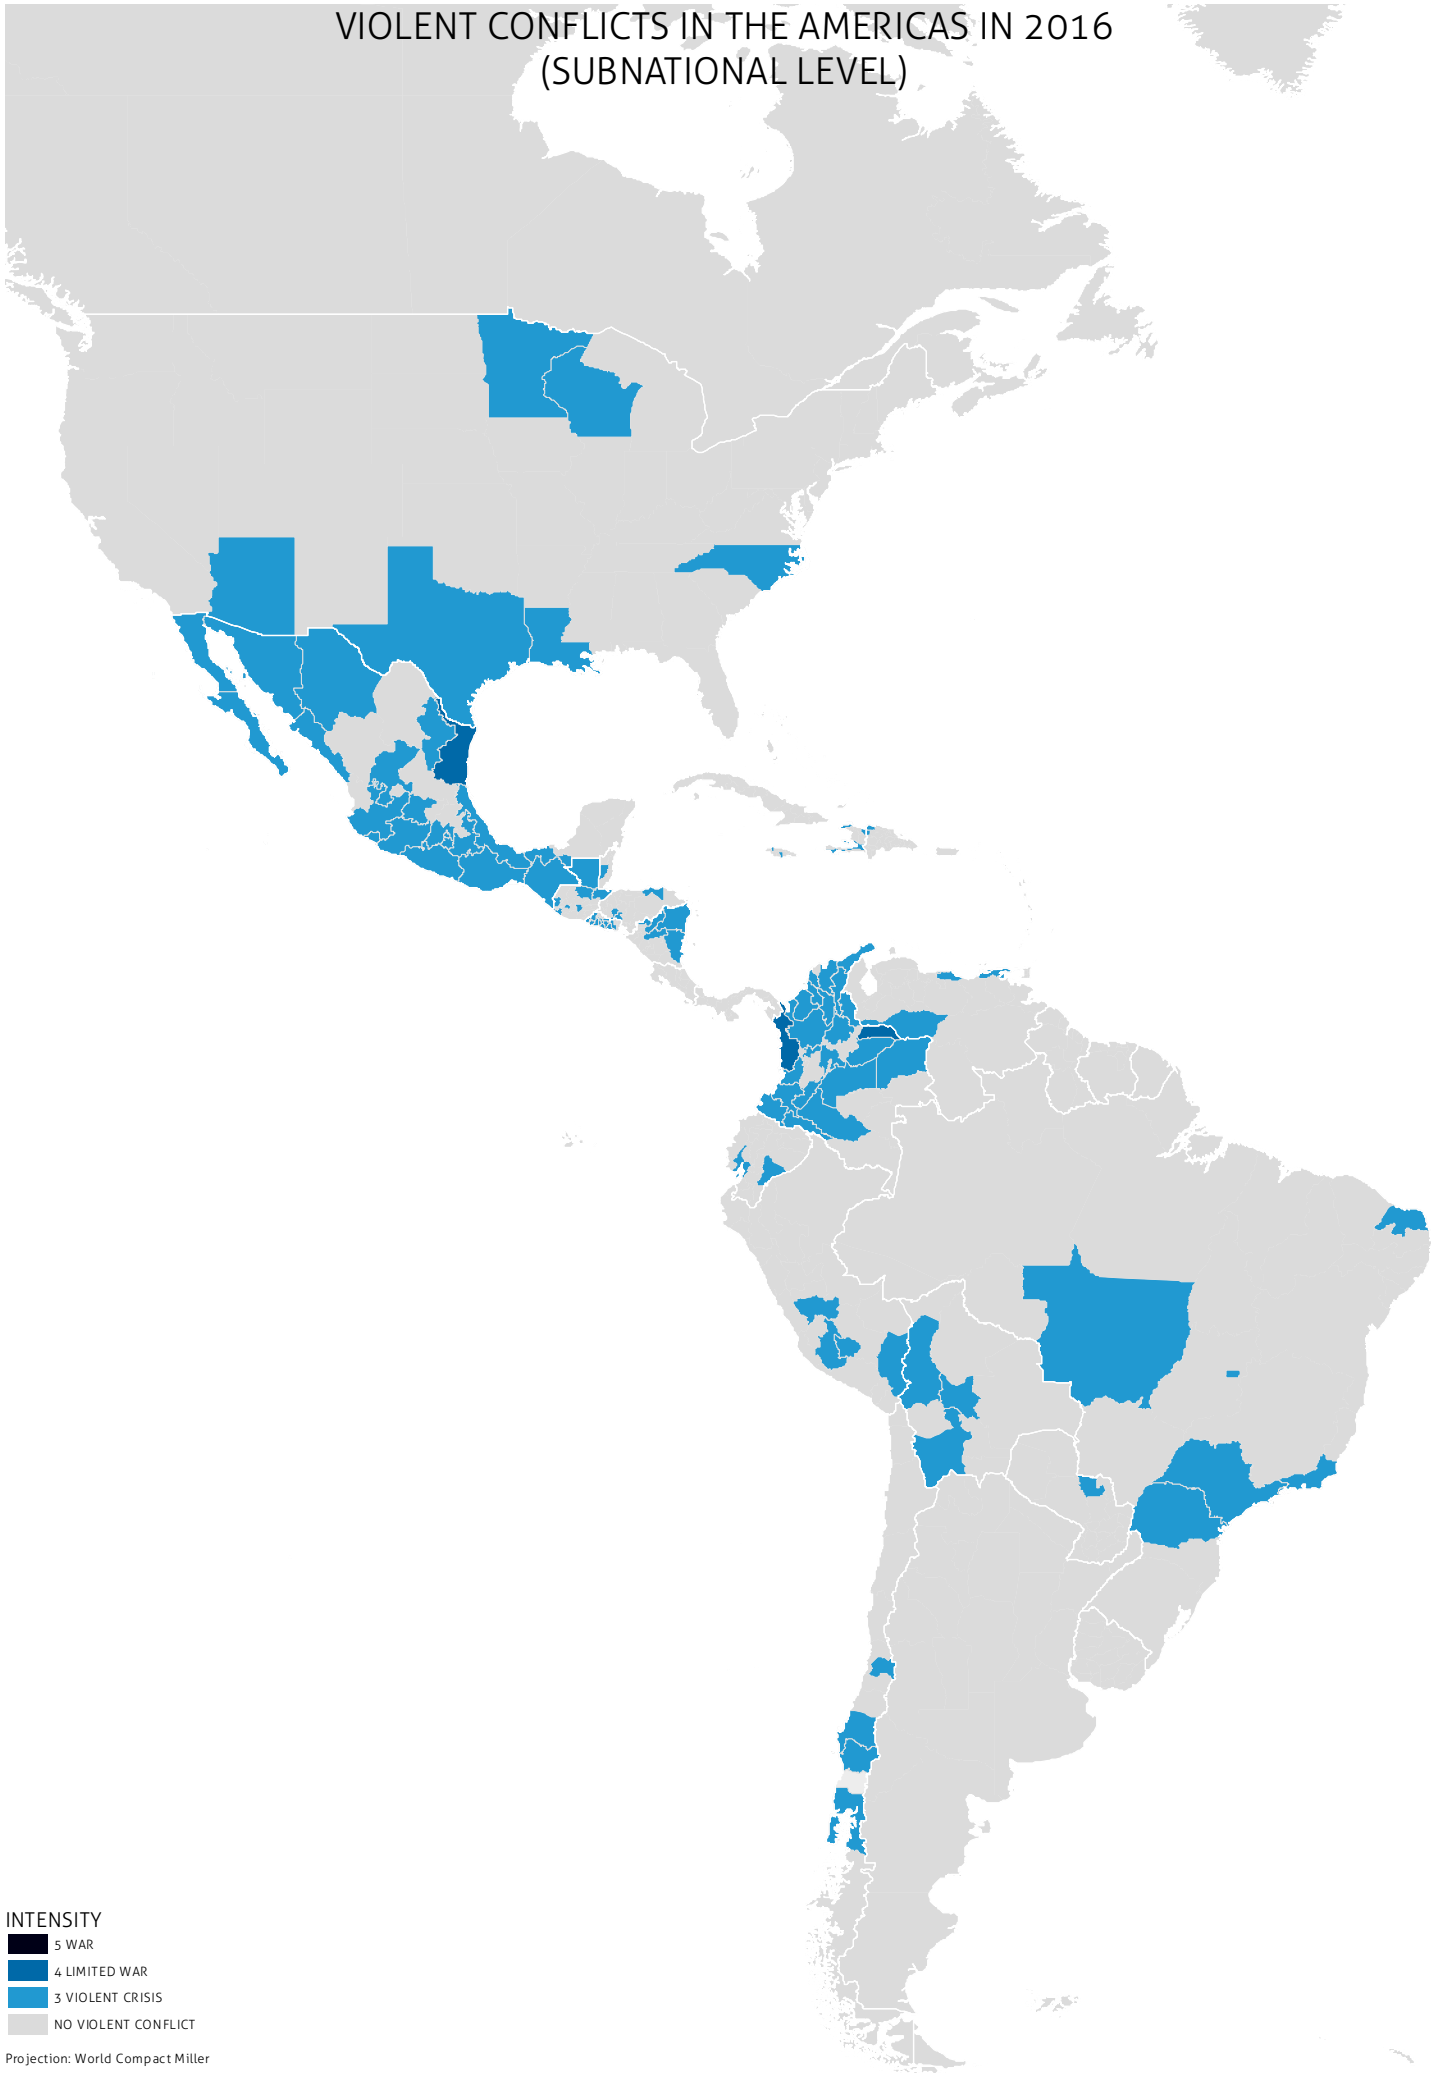 VIOLENT CONFLICTS IN THE AMERICAS IN 2016
(SUBNATIONAL LEVEL)
INTENSITY
5 WAR
4 LIMITED WAR
3 VIOLENT CRISIS
NO VIOLENT CONFLICT
Projection: World Compact Miller